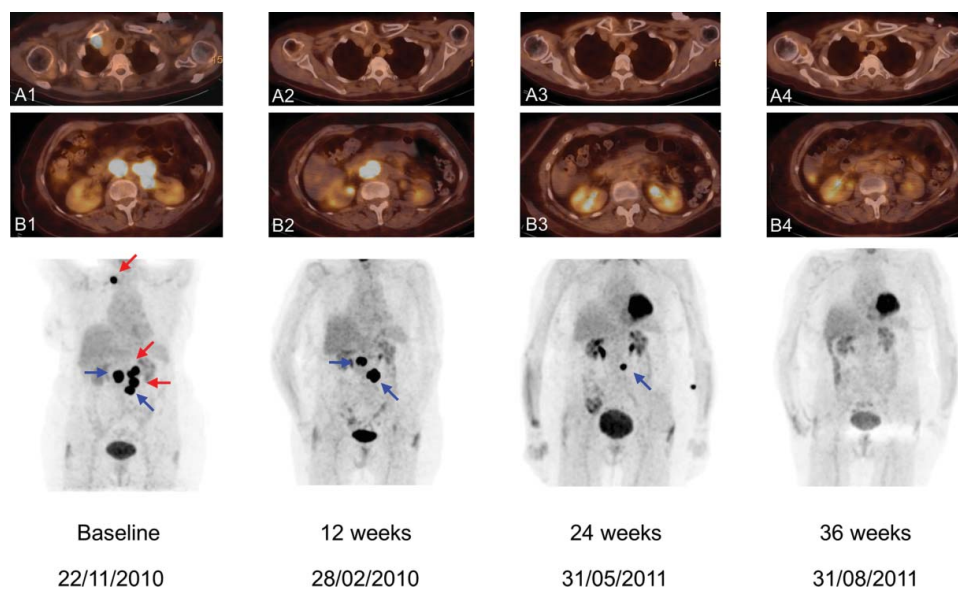 A1
A2
A3
A4
B1
B2
B3
B4
Baseline
12 weeks
24 weeks
36 weeks
22/11/2010
28/02/2010
31/05/2011
31/08/2011